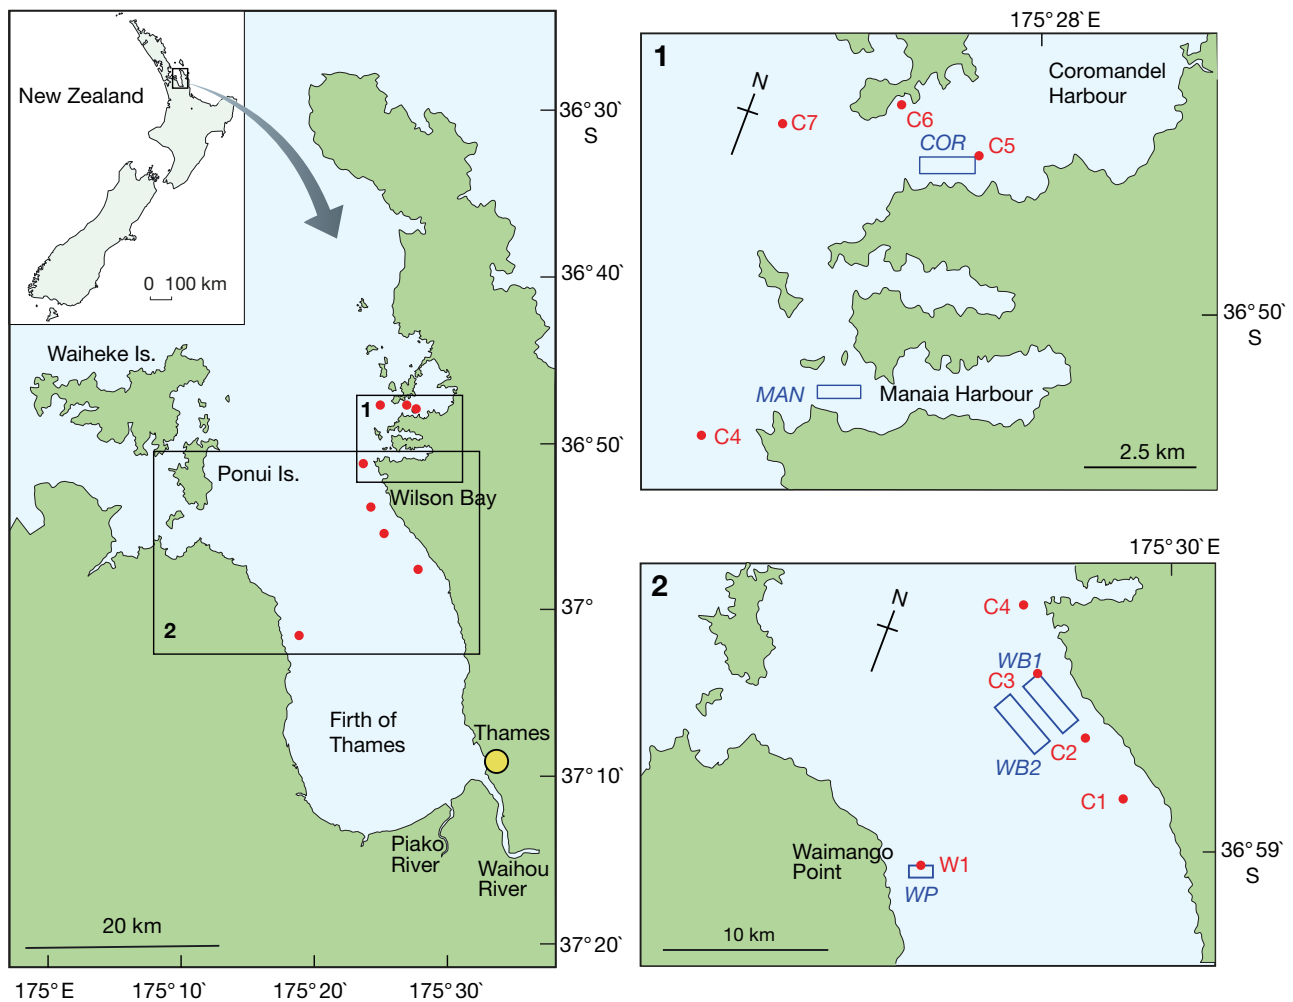 New Zealand
0 100 km
Waiheke Is.
Ponui Is.
1
Wilson Bay
2
Firth of
Thames
Thames
Piako
River
Waihou
River
20 km
36°30`
S
36°40`
36°50`
37°
37°10`
37°20`
175°E
175°10`
175°20`
175°30`
175°28`E
1
N
Coromandel
Harbour
C7
C6
COR
C5
36°50`
S
MAN
Manaia Harbour
C4
2.5 km
175°30`E
2
N
C4
WB1
C3
C2
WB2
C1
Waimango
Point
W1
WP
36°59`
S
10 km